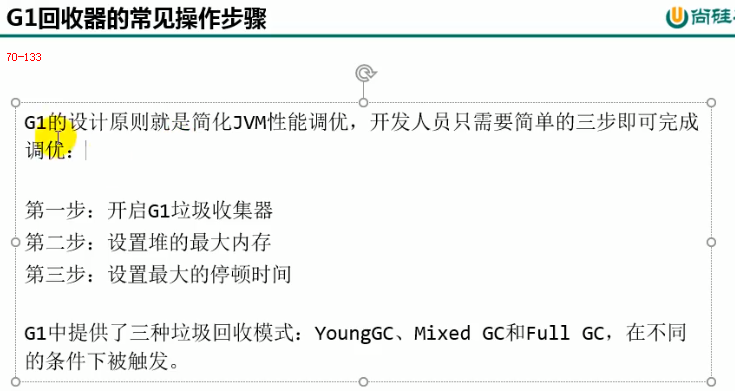 G1回收器的常见操作步骤
尚硅
70-133
G1的设计原则就是简化JVM性能调优，开发人员只需要简单的三步即可完成
调优：
第一步：开启G1垃圾收集器
第二步：设置堆的最大内存
第三步：设置最大的停顿时间
G1中提供了三种垃圾回收模式：YoungGC、Mixed GC和Full GC，在不同
的条件下被触发。